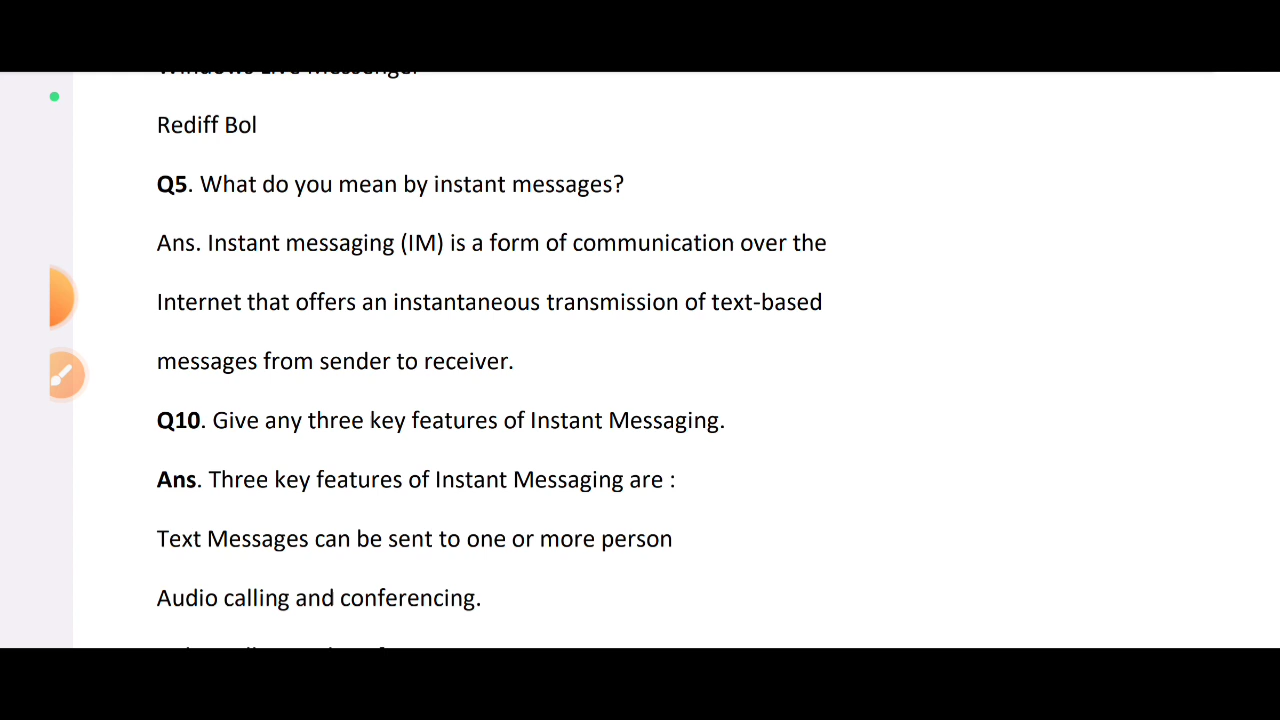 Windows Live Messenger
Rediff Bol
Q5. What do you mean by instant messages?
Ans. Instant messaging (IM) is a form of communication over the
Internet that offers an instantaneous transmission of text-based
messages from sender to receiver.
Q10. Give any three key features of Instant Messaging.
Ans. Three key features of Instant Messaging are :
Text Messages can be sent to one or more person
Audio calling and conferencing.